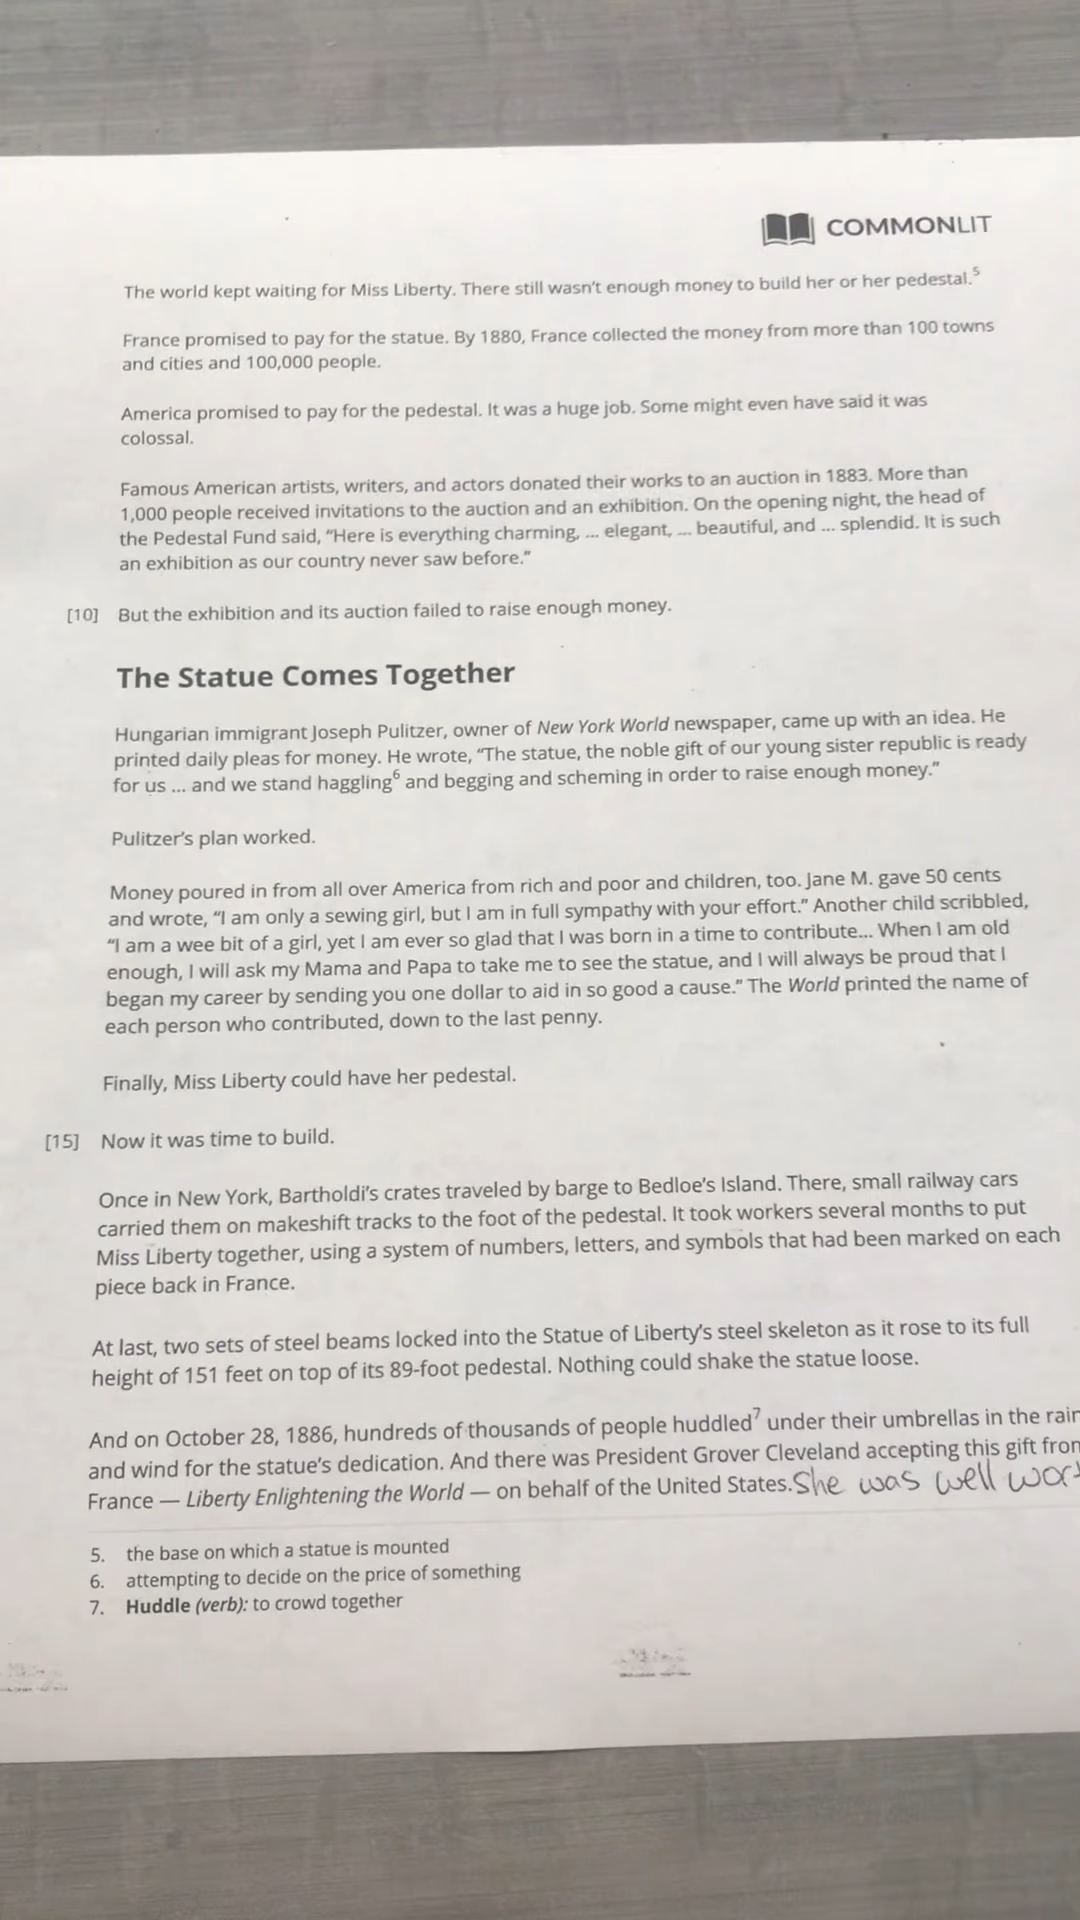 COMMONLIT
The world kept waiting for Miss Liberty. There still wasn't enough money to build her or her pedestal.5
France promised to pay for the statue. By 1880, France collected the money from more than 100 towns
and cities and 100,000 people.
America promised to pay for the pedestal. It was a huge job. Some might even have said it was
colossal.
Famous American artists, writers, and actors donated their works to an auction in 1883. More than
1,000 people received invitations to the auction and an exhibition. On the opening night, the head of
the Pedestal Fund said, “Here is everything charming, ... elegant, ... beautiful, and ... splendid. It is such
an exhibition as our country never saw before.”
[10] But the exhibition and its auction failed to raise enough money.
The Statue Comes Together
Hungarian immigrant Joseph Pulitzer, owner of New York World newspaper, came up with an idea. He
printed daily pleas for money. He wrote, “The statue, the noble gift of our young sister republic is ready
for us ... and we stand haggling6 and begging and scheming in order to raise enough money.”
Pulitzer's plan worked.
Money poured in from all over America from rich and poor and children, too. Jane M. gave 50 cents
and wrote, “I am only a sewing girl, but I am in full sympathy with your effort.” Another child scribbled,
“I am a wee bit of a girl, yet I am ever so glad that I was born in a time to contribute... When I am old
enough, I will ask my Mama and Papa to take me to see the statue, and I will always be proud that I
began my career by sending you one dollar to aid in so good a cause.” The World printed the name of
each person who contributed, down to the last penny.
Finally, Miss Liberty could have her pedestal.
[15] Now it was time to build.
Once in New York, Bartholdi's crates traveled by barge to Bedloe's Island. There, small railway cars
carried them on makeshift tracks to the foot of the pedestal. It took workers several months to put
Miss Liberty together, using a system of numbers, letters, and symbols that had been marked on each
piece back in France.
At last, two sets of steel beams locked into the Statue of Liberty's steel skeleton as it rose to its full
height of 151 feet on top of its 89-foot pedestal. Nothing could shake the statue loose.
And on October 28, 1886, hundreds of thousands of people huddled7 under their umbrellas in the rain
and wind for the statue's dedication. And there was President Grover Cleveland accepting this gift from
France — Liberty Enlightening the World — on behalf of the United States. She was well
5. the base on which a statue is mounted
6. attempting to decide on the price of something
7. Huddle (verb): to crowd together